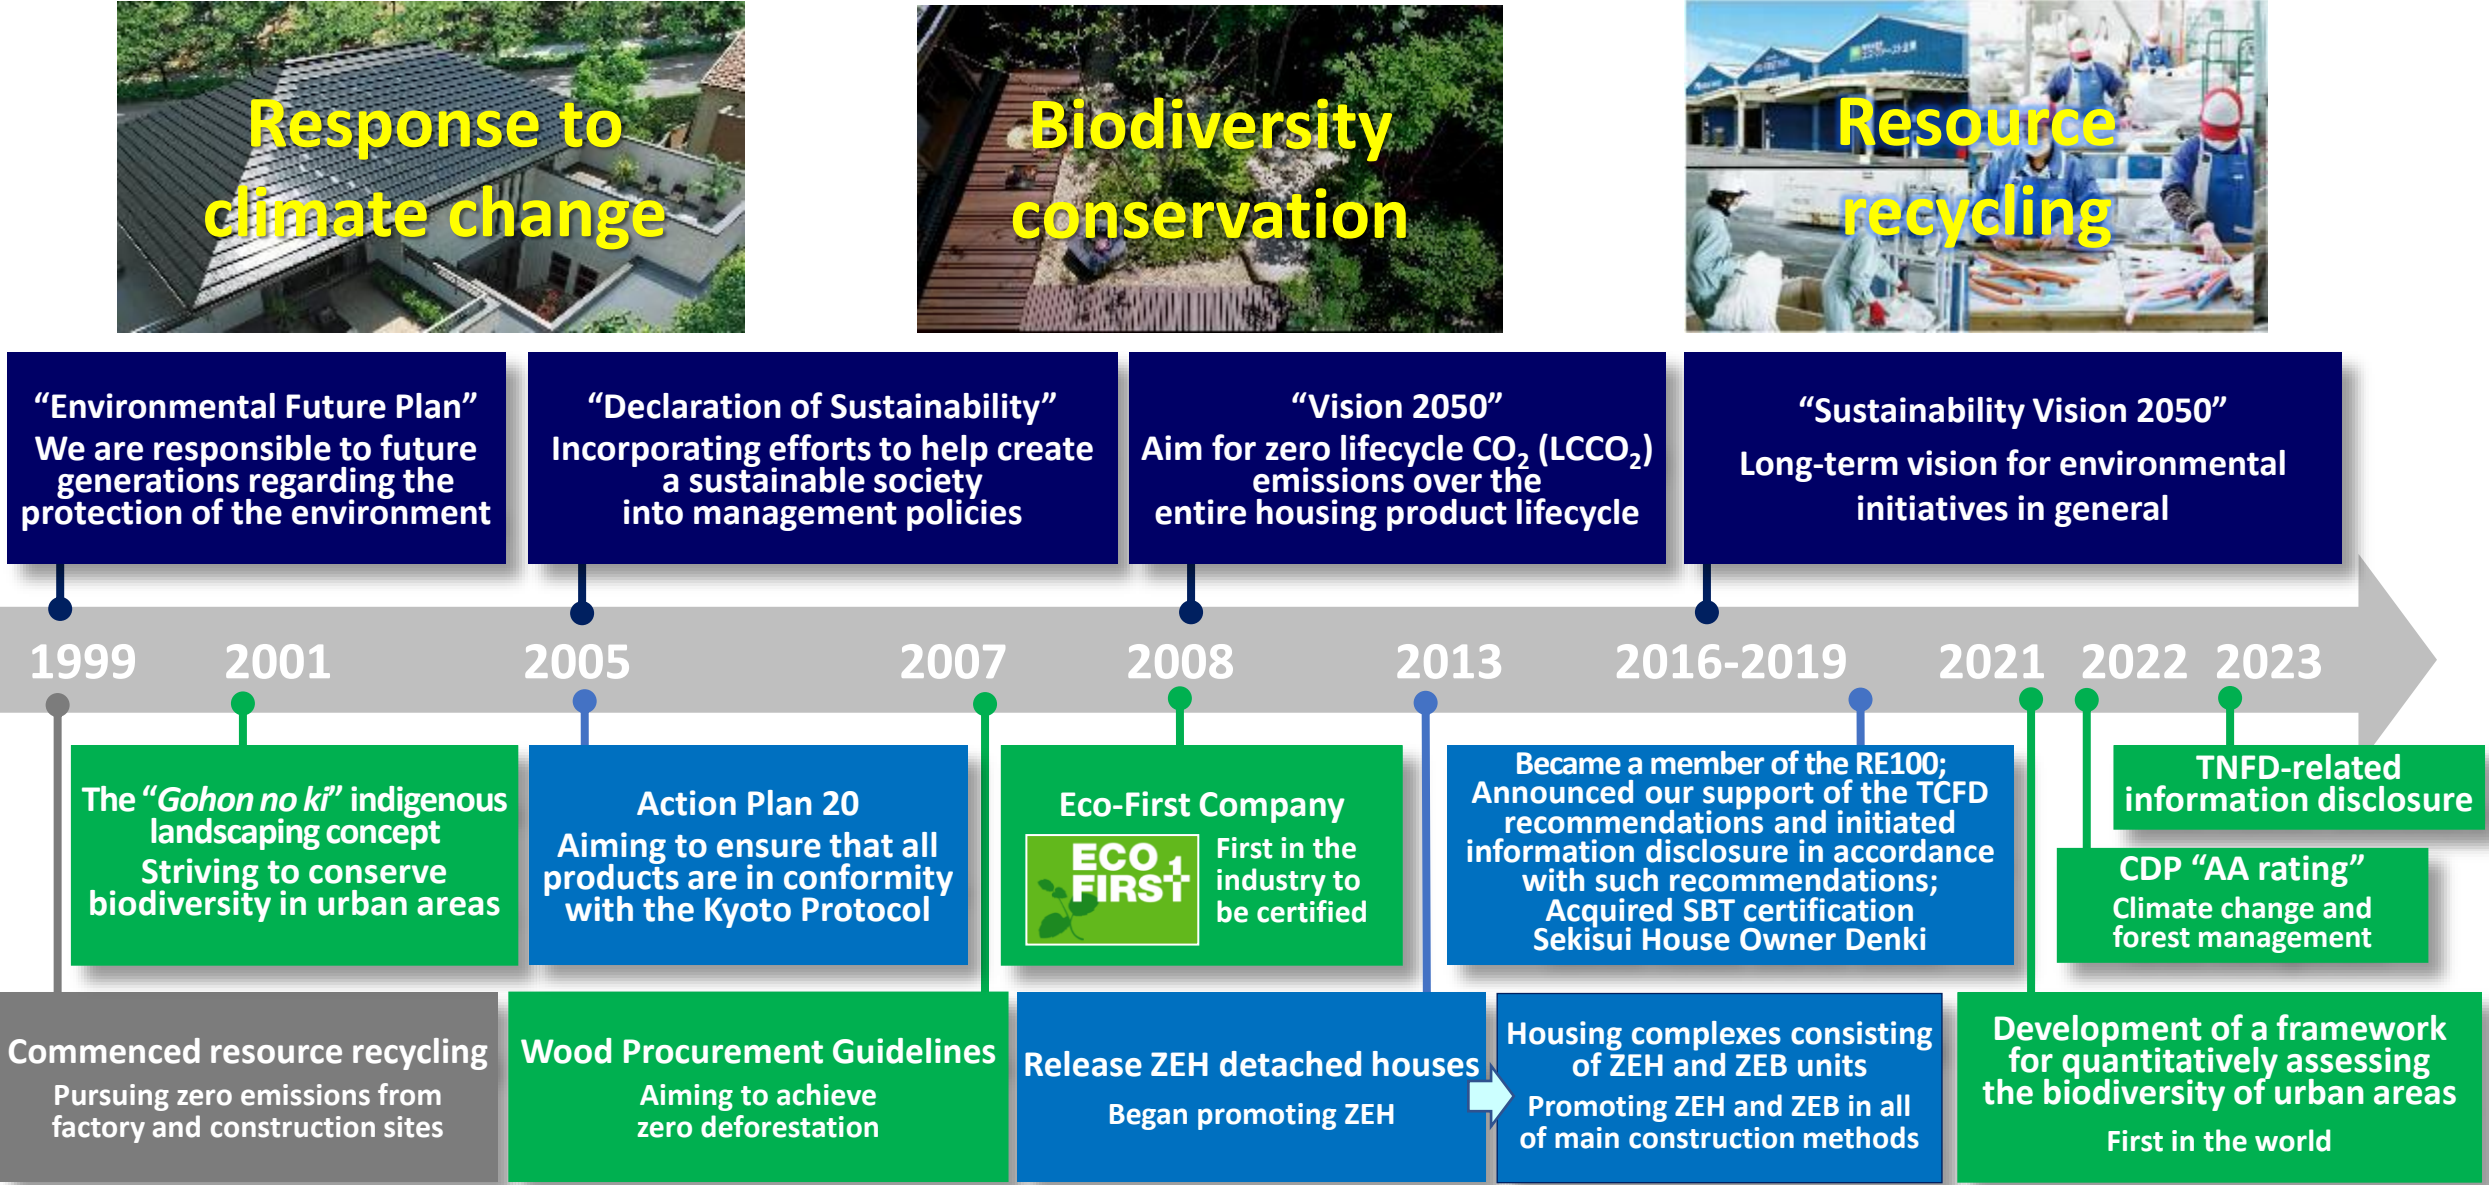 Response to
climate change
Biodiversity
conservation
Resource
recycling
“Environmental Future Plan”
We are responsible to future
generations regarding the
protection of the environment
“Declaration of Sustainability”
Incorporating efforts to help create
a sustainable society
into management policies
“Vision 2050”
Aim for zero lifecycle CO₂ (LCCO₂)
emissions over the
entire housing product lifecycle
“Sustainability Vision 2050”
Long-term vision for environmental
initiatives in general
1999 2001 2005 2007 2008 2013 2016-2019 2021 2022 2023
The “Gohon no ki” indigenous
landscaping concept
Striving to conserve
biodiversity in urban areas
Action Plan 20
Aiming to ensure that all
products are in conformity
with the Kyoto Protocol
Eco-First Company
ECO
FIRST
First in the
industry to
be certified
Became a member of the RE100;
Announced our support of the TCFD
recommendations and initiated
information disclosure in accordance
with such recommendations;
Acquired SBT certification
Sekisui House Owner Denki
TNFD-related
information disclosure
CDP “AA rating”
Climate change and
forest management
Commenced resource recycling
Pursuing zero emissions from
factory and construction sites
Wood Procurement Guidelines
Aiming to achieve
zero deforestation
Release ZEH detached houses
Began promoting ZEH
Housing complexes consisting
of ZEH and ZEB units
Promoting ZEH and ZEB in all
of main construction methods
Development of a framework
for quantitatively assessing
the biodiversity of urban areas
First in the world